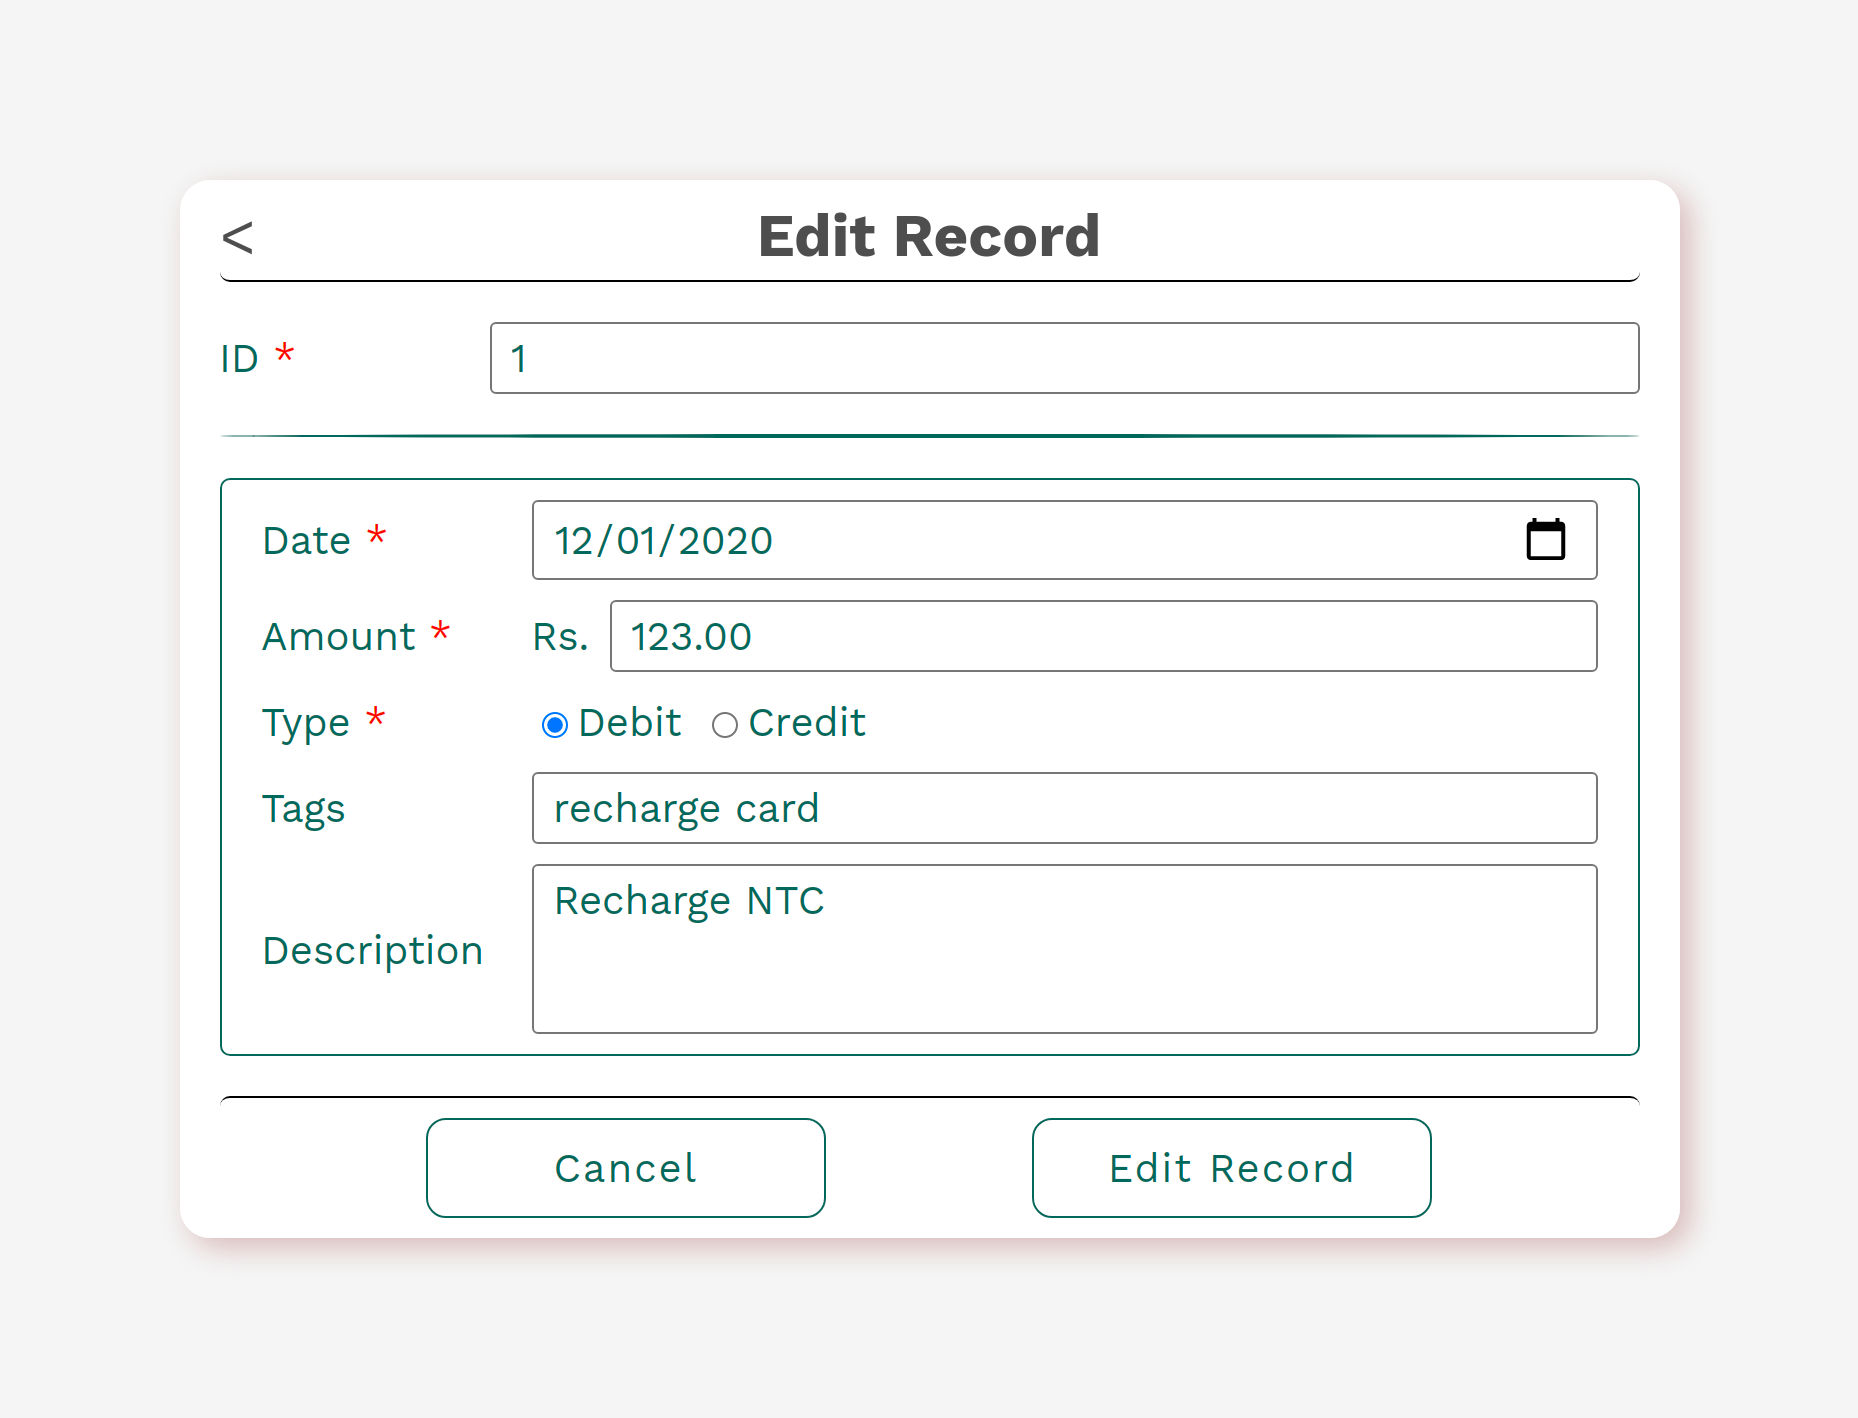 < Edit Record
ID * 1
Date * 12/01/2020
Amount * Rs. 123.00
Type * Debit Credit
Tags recharge card
Recharge NTC
Description
Cancel Edit Record